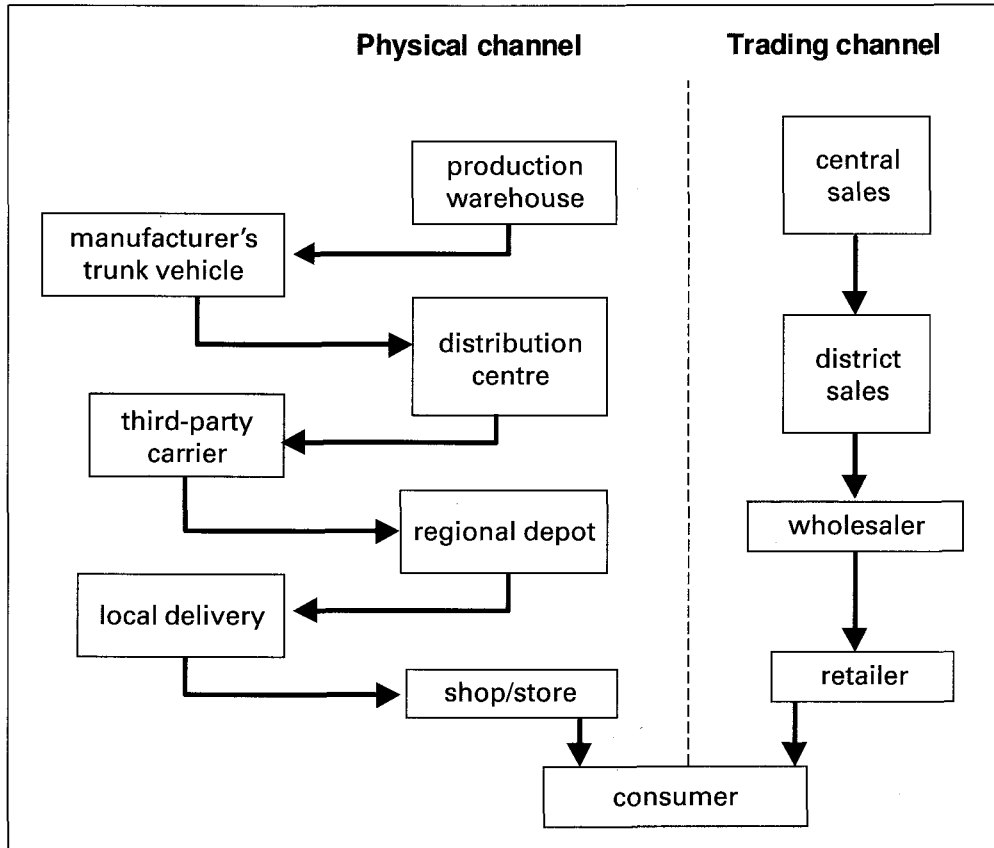 Physical channel
Trading channel
production
warehouse
manufacturer's
trunk vehicle
distribution
centre
third-party
carrier
regional depot
local delivery
shop/store
central
sales
district
sales
wholesaler
retailer
consumer